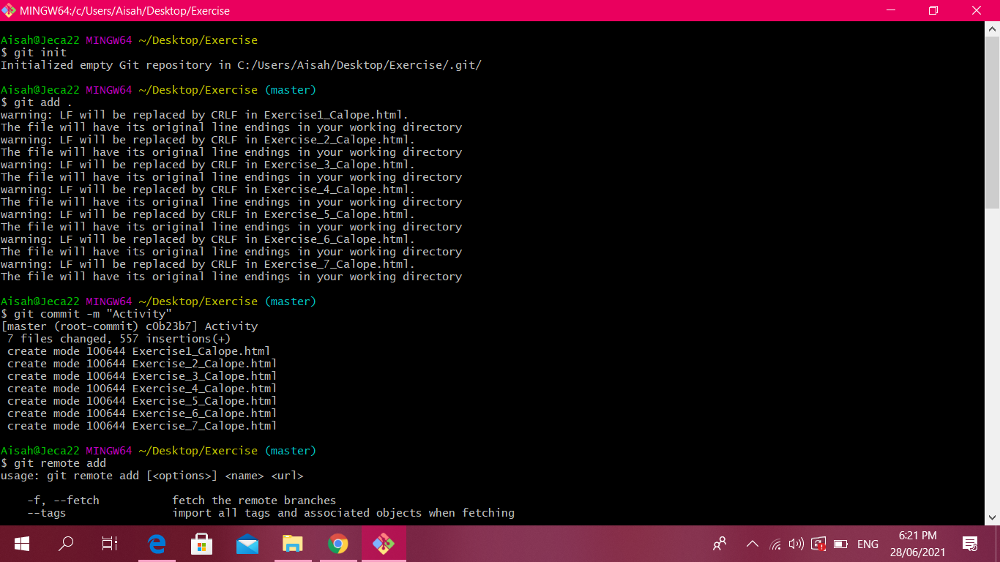 MINGW64:/c/Users/Aisah/Desktop/Exercise
Aisah@Jeca22 MINGW64 ~/Desktop/Exercise
$ git init
Initialized empty Git repository in C:/Users/Aisah/Desktop/Exercise/.git/
Aisah@Jeca22 MINGW64 ~/Desktop/Exercise (master)
$ git add .
warning: LF will be replaced by CRLF in Exercise1_Calope.html.
The file will have its original line endings in your working directory
warning: LF will be replaced by CRLF in Exercise_2_Calope.html.
The file will have its original line endings in your working directory
warning: LF will be replaced by CRLF in Exercise_3_Calope.html.
The file will have its original line endings in your working directory
warning: LF will be replaced by CRLF in Exercise_4_Calope.html.
The file will have its original line endings in your working directory
warning: LF will be replaced by CRLF in Exercise_5_Calope.html.
The file will have its original line endings in your working directory
warning: LF will be replaced by CRLF in Exercise_6_Calope.html.
The file will have its original line endings in your working directory
warning: LF will be replaced by CRLF in Exercise_7_Calope.html.
The file will have its original line endings in your working directory
Aisah@Jeca22 MINGW64 ~/Desktop/Exercise (master)
$ git commit -m "Activity"
[master (root-commit) c0b23b7] Activity
 7 files changed, 557 insertions(+)
 create mode 100644 Exercise1_Calope.html
 create mode 100644 Exercise_2_Calope.html
 create mode 100644 Exercise_3_Calope.html
 create mode 100644 Exercise_4_Calope.html
 create mode 100644 Exercise_5_Calope.html
 create mode 100644 Exercise_6_Calope.html
 create mode 100644 Exercise_7_Calope.html
Aisah@Jeca22 MINGW64 ~/Desktop/Exercise (master)
$ git remote add
usage: git remote add [<options>] <name> <url>
    -f, --fetch           fetch the remote branches
    --tags                import all tags and associated objects when fetching
ENG
6:21 PM
28/06/2021